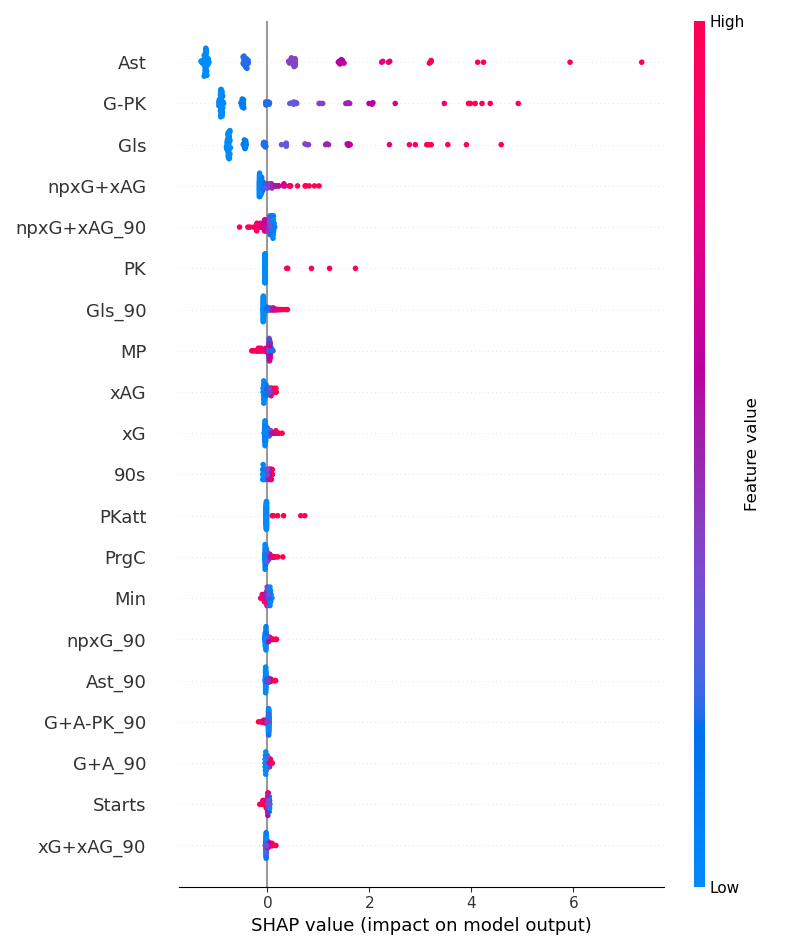 High
Ast
G-PK
Gls
npxG+xAG
npxG+xAG_90
PK
Gls_90
MP
xAG
xG
90s
PKatt
PrgC
Min
npxG_90
Ast_90
G+A-PK_90
G+A_90
Starts
xG+xAG_90
Feature value
Low
0 2 4 6
SHAP value (impact on model output)